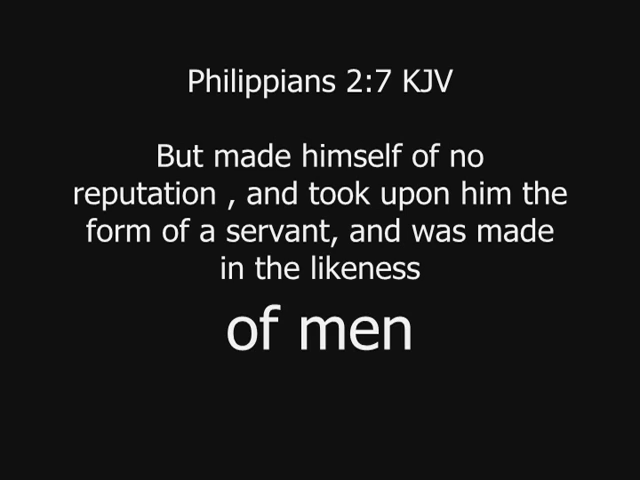 Philippians 2:7 KJV
But made himself of no
reputation , and took upon him the
form of a servant, and was made
in the likeness
of men